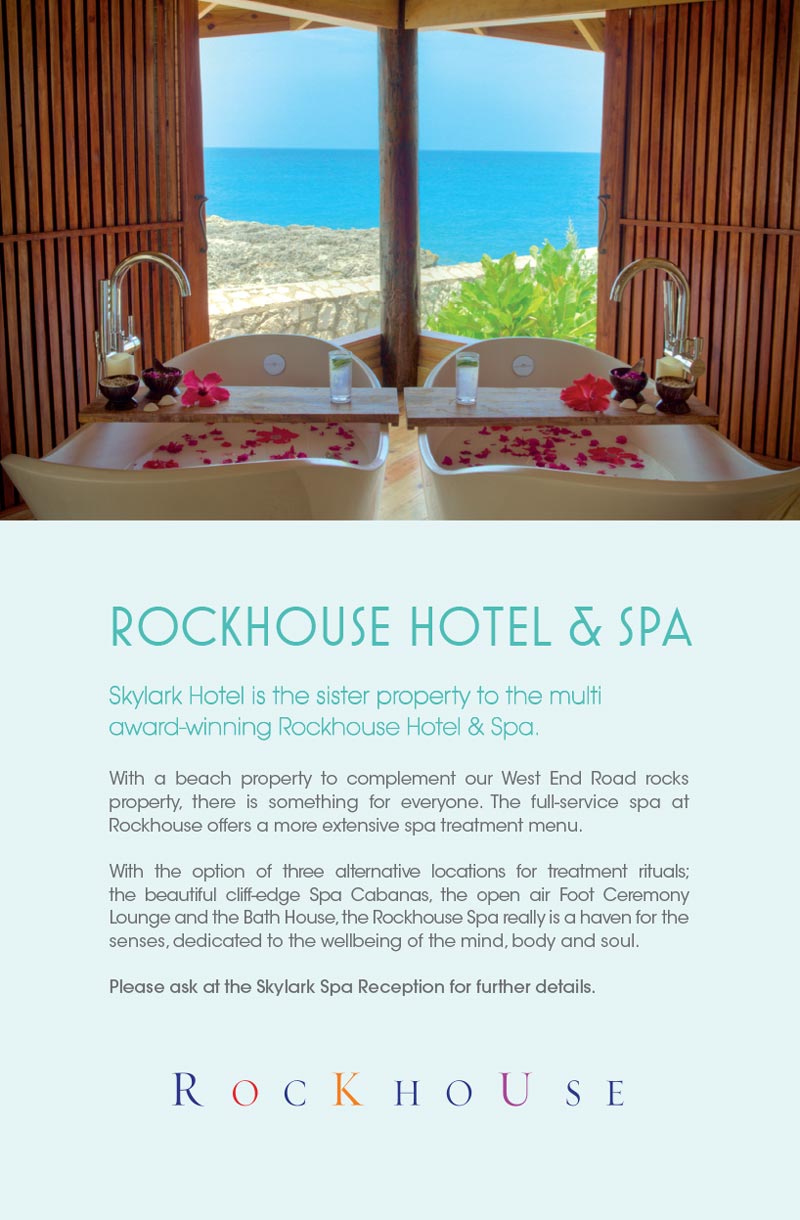 ROCKHOUSE HOTEL & SPA
Skylark Hotel is the sister property to the multi
award-winning Rockhouse Hotel & Spa.
With a beach property to complement our West End Road rocks
property, there is something for everyone. The full-service spa at
Rockhouse offers a more extensive spa treatment menu.
With the option of three alternative locations for treatment rituals;
the beautiful cliff-edge Spa Cabanas, the open air Foot Ceremony
Lounge and the Bath House, the Rockhouse Spa really is a haven for the
senses, dedicated to the wellbeing of the mind, body and soul.
Please ask at the Skylark Spa Reception for further details.
ROCKHOUSE